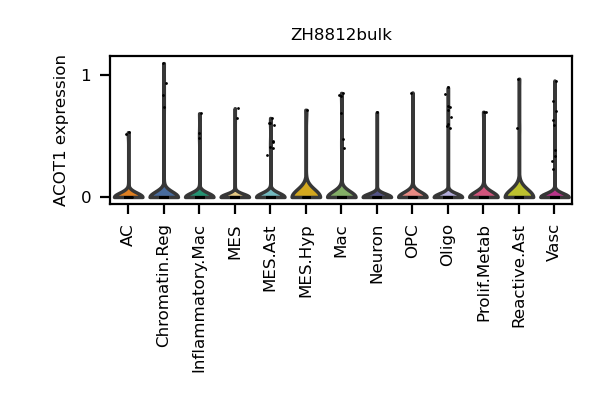 ZH8812bulk
ACOT1 expression
1
0
AC
Chromatin.Reg
Inflammatory.Mac
MES
MES.Ast
MES.Hyp
Mac
Neuron
OPC
Oligo
Prolif.Metab
Reactive.Ast
Vasc